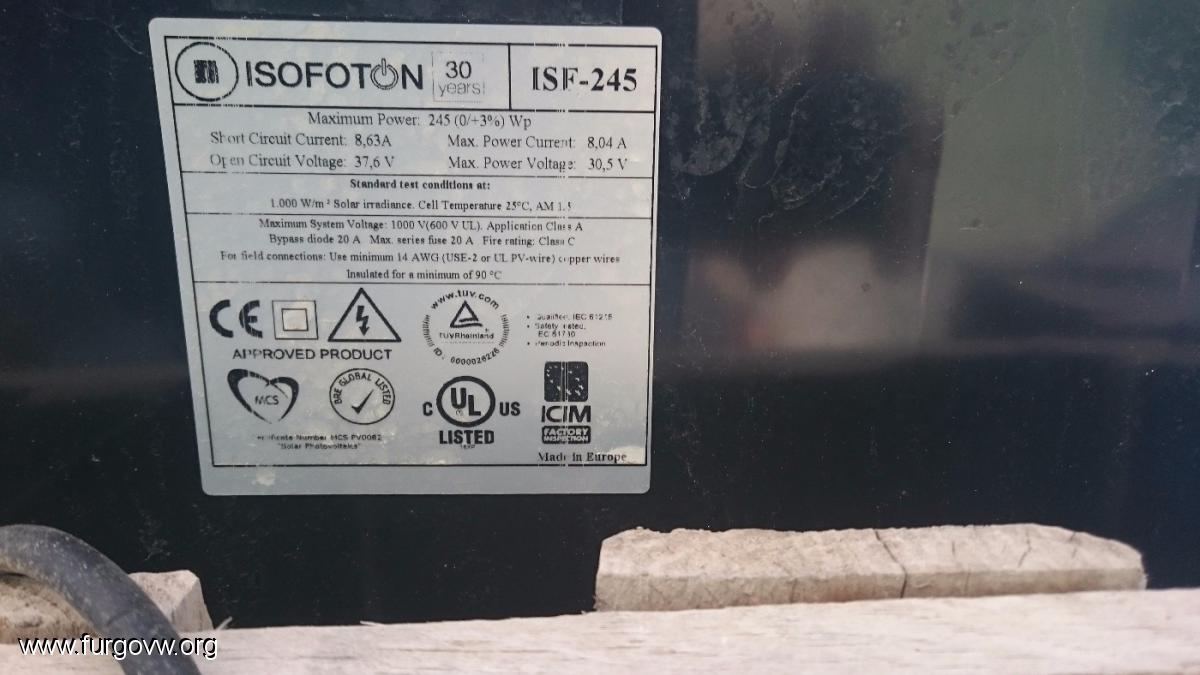 ISOFOTON
30
years!
ISF-245
Maximum Power: 245 (0/+3%) Wp
Short Circuit Current: 8,63A Max. Power Current: 8,04 A
Open Circuit Voltage: 37,6 V Max. Power Voltage: 30,5 V
Standard test conditions at:
1.000 W/m² Solar irradiance. Cell Temperature 25°C, AM 1.5
Maximum System Voltage: 1000 V(600 V UL). Application Class A
Bypass diode 20 A Max. series fuse 20 A Fire rating: Class C
For field connections: Use minimum 14 AWG (USE-2 or UL PV-wire) copper wires
Insulated for a minimum of 90 °C
CE
www.tuv.com
TUVRheinland
ID: 0000026226
• Qualified, IEC 61215
• Safety tested,
IEC 61730
• Periodic Inspection
APPROVED PRODUCT
MCS
BRE GLOBAL LISTED
Certificate Number MCS PV0062
"Solar Photovoltaics"
C UL US
LISTED
ICIM
FACTORY
INSPECTION
Made in Europe
www.furgovw.org